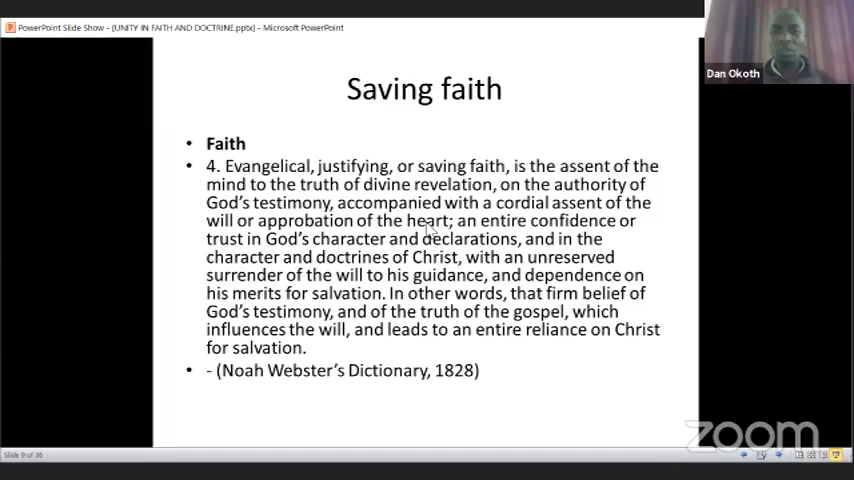 PowerPoint Slide Show - [UNITY IN FAITH AND DOCTRINE.pptx] - Microsoft PowerPoint
Dan Okoth
Saving faith
• Faith
• 4. Evangelical, justifying, or saving faith, is the assent of the
mind to the truth of divine revelation, on the authority of
God's testimony, accompanied with a cordial assent of the
will or approbation of the heart; an entire confidence or
trust in God's character and declarations, and in the
character and doctrines of Christ, with an unreserved
surrender of the will to his guidance, and dependence on
his merits for salvation. In other words, that firm belief of
God's testimony, and of the truth of the gospel, which
influences the will, and leads to an entire reliance on Christ
for salvation.
• - (Noah Webster's Dictionary, 1828)
zoom
Slide 9 of 36